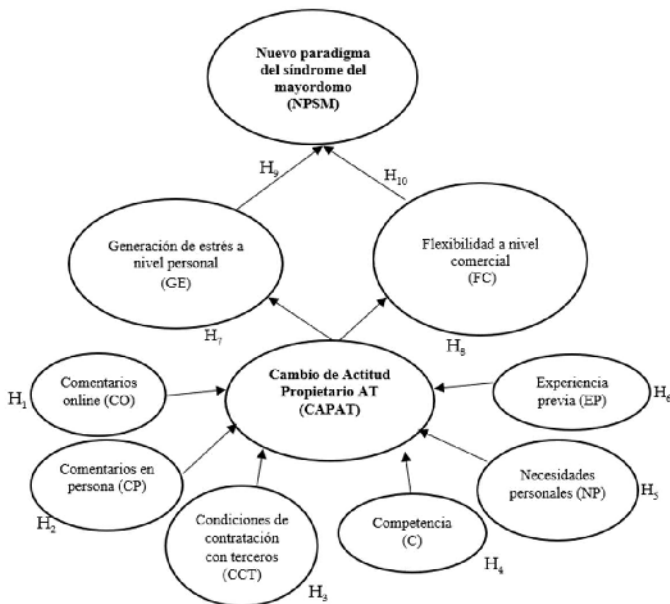 Nuevo paradigma
del síndrome del
mayordomo
(NPSM)
H9
H10
Generación de estrés a
nivel personal
(GE)
Flexibilidad a nivel
comercial
(FC)
H7
H8
Cambio de Actitud
Propietario AT
(CAPAT)
Comentarios
online (CO)
H1
Experiencia
previa (EP)
H6
Comentarios en
persona (CP)
H2
Necesidades
personales (NP)
H5
Condiciones de
contratación
con terceros
(CCT)
H3
Competencia
(C)
H4